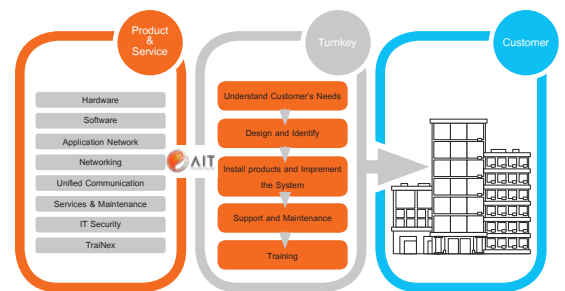 Product
&
Service
Hardware
Software
Application Network
Networking
Unified Communication
Services & Maintenance
IT Security
TraiNex
AIT
Turnkey
Understand Customer's Needs
Design and Identify
Install products and Imprement
the System
Support and Maintenance
Training
Customer